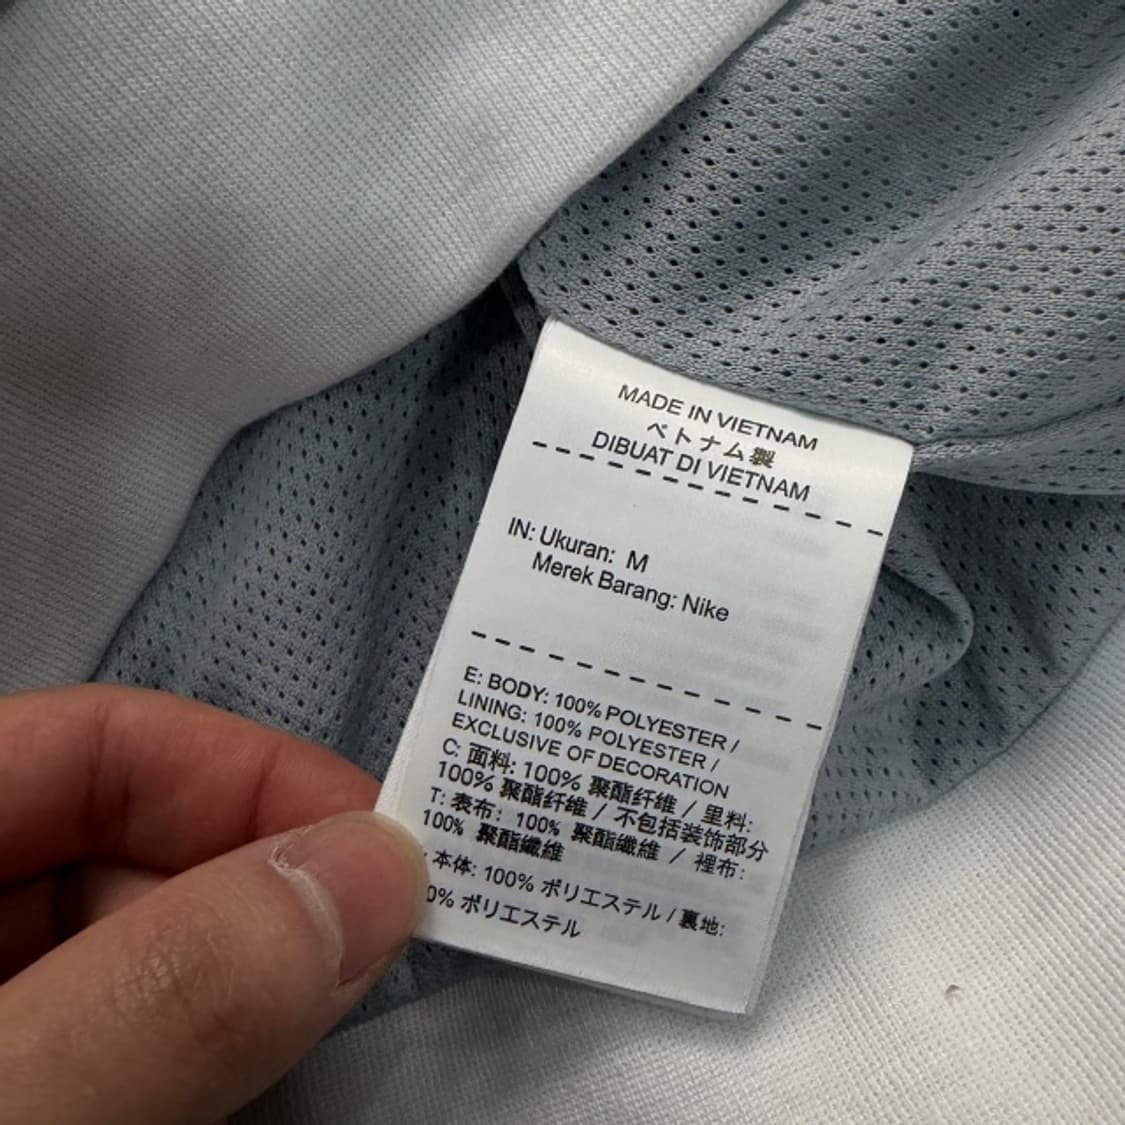 MADE IN VIETNAM
ベトナム製
DIBUAT DI VIETNAM
IN: Ukuran: M
Merek Barang: Nike
E: BODY: 100% POLYESTER /
LINING: 100% POLYESTER /
EXCLUSIVE OF DECORATION
C: 面料: 100% 聚酯纤维 / 里料:
100% 聚酯纤维 / 不包括装饰部分
T: 表布: 100% 聚酯纖維 / 裡布:
100% 聚酯纖維
本体: 100% ポリエステル / 裏地:
0% ポリエステル